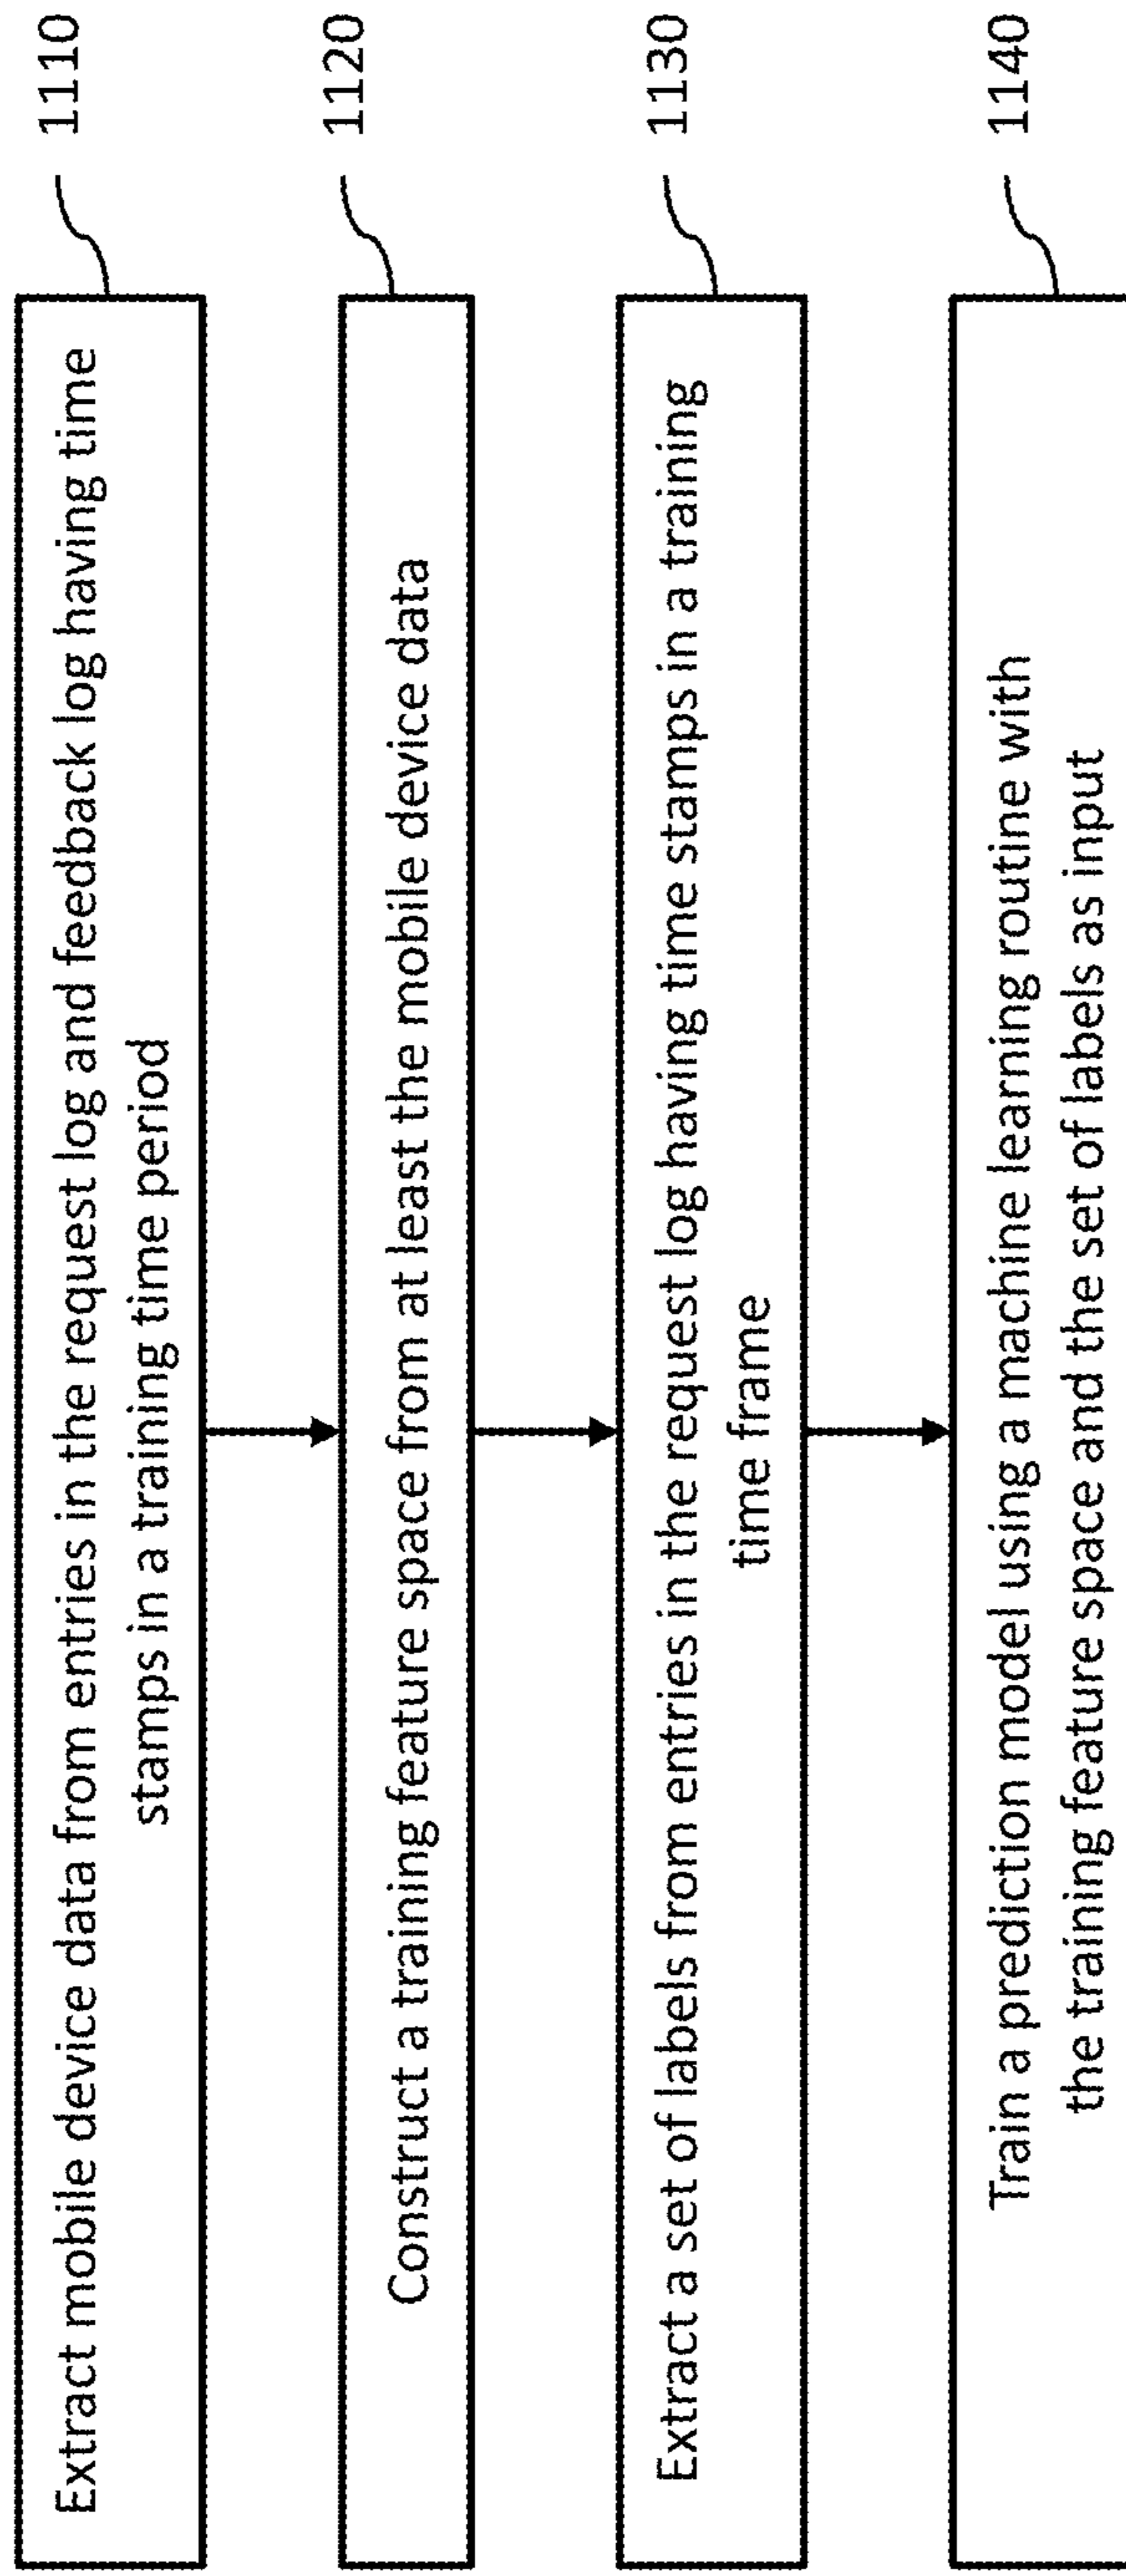 Extract mobile device data from entries in the request log and feedback log having time
stamps in a training time period
1110
Construct a training feature space from at least the mobile device data
1120
Extract a set of labels from entries in the request log having time stamps in a training
time frame
1130
Train a prediction model using a machine learning routine with
the training feature space and the set of labels as input
1140